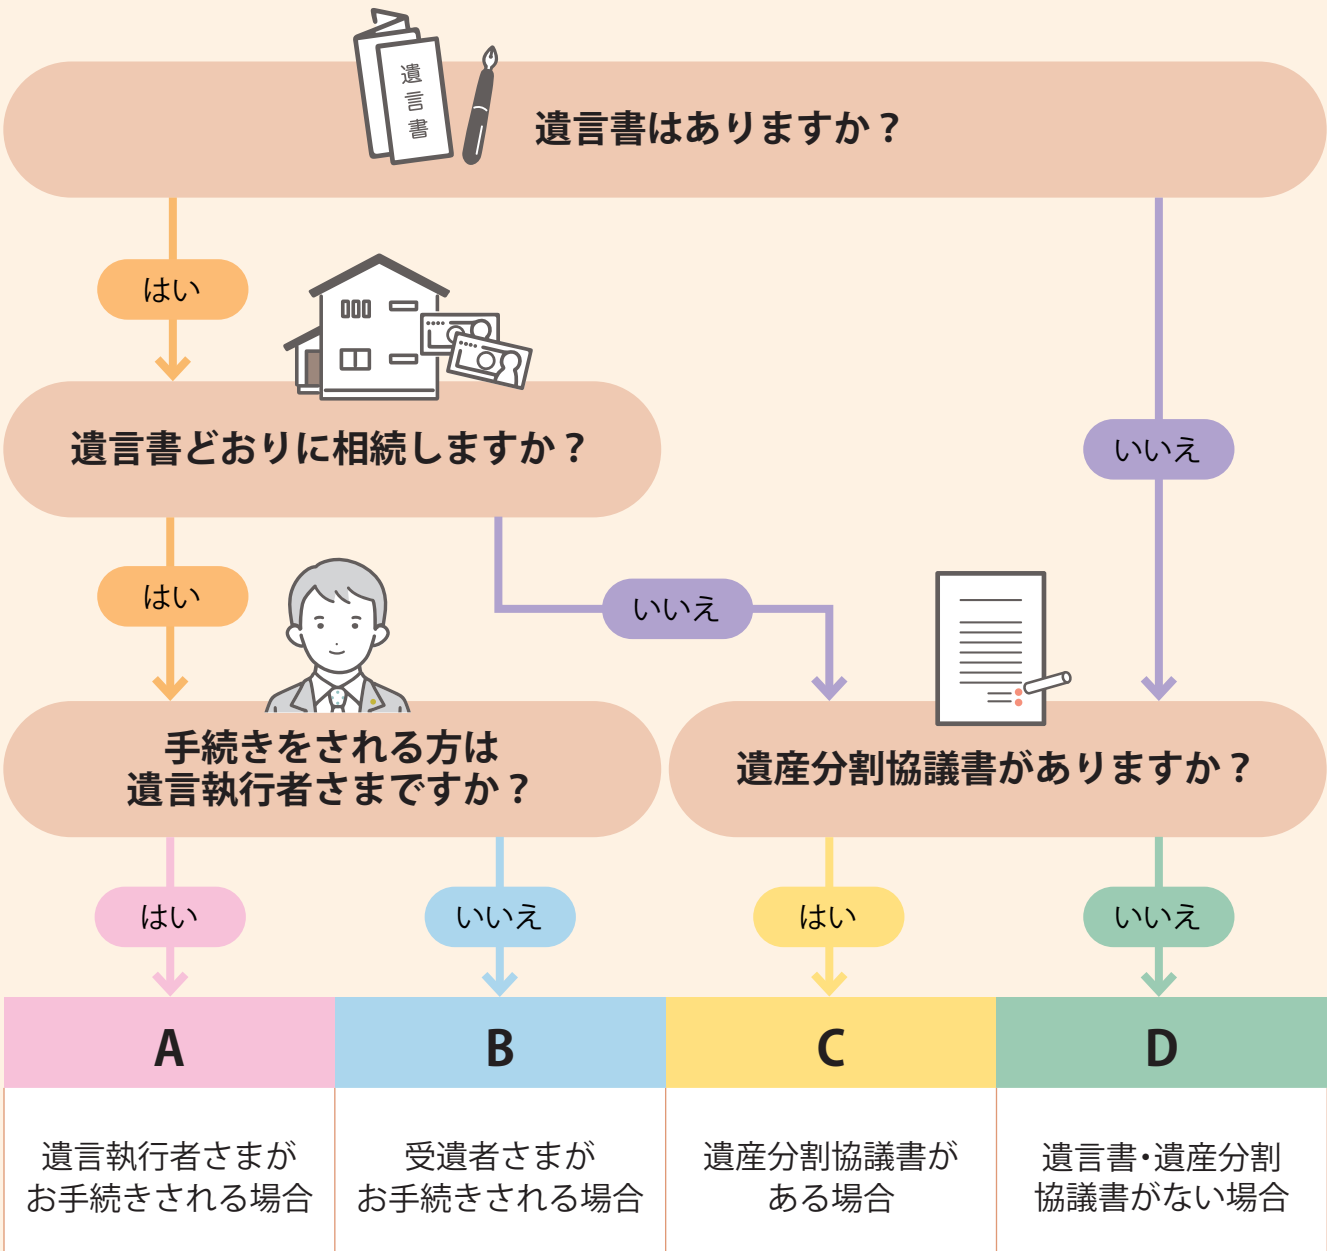 遺言書
遺言書はありますか？
はい
遺言書どおりに相続しますか？
いいえ
はい
いいえ
手続きをされる方は
遺言執行者さまですか？
遺産分割協議書がありますか？
はい
いいえ
はい
いいえ
A
B
C
D
遺言執行者さまが
お手続きされる場合
受遺者さまが
お手続きされる場合
遺産分割協議書が
ある場合
遺言書・遺産分割
協議書がない場合